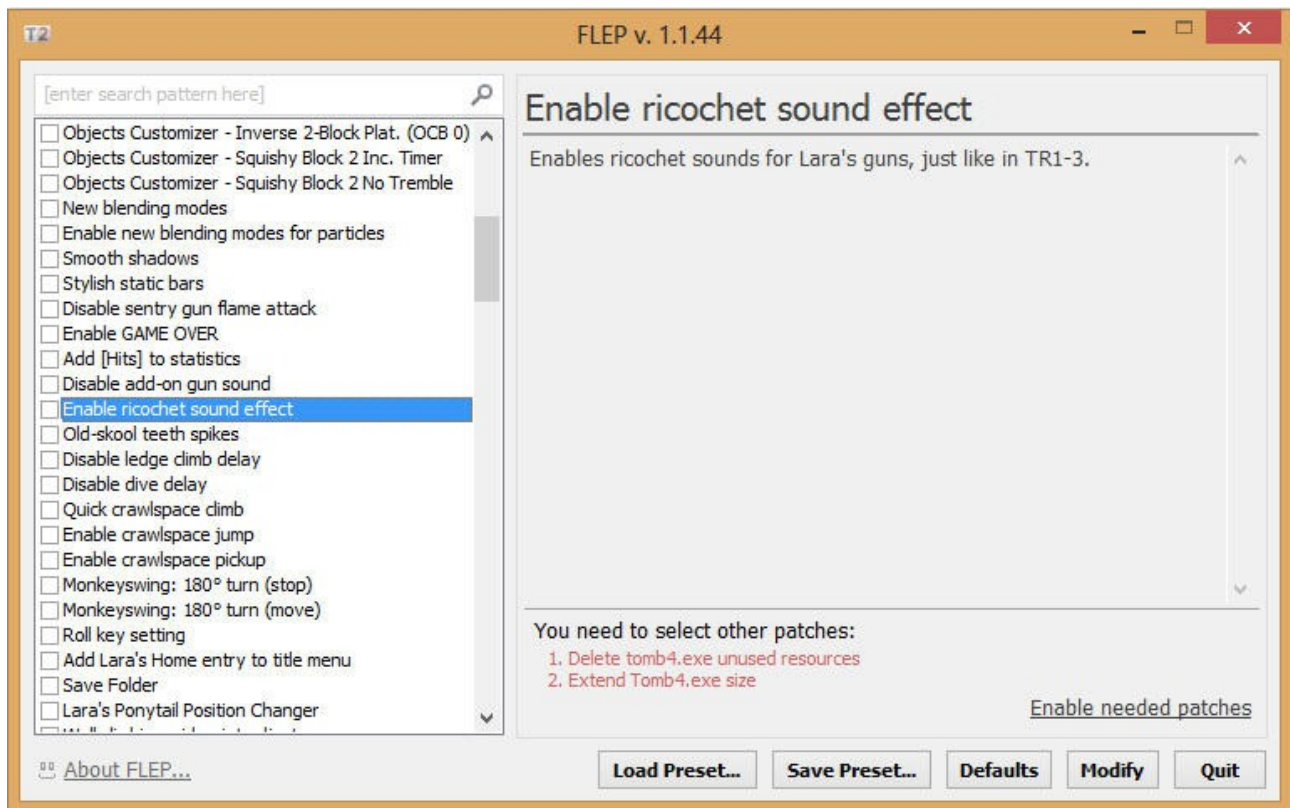 T2
FLEP v. 1.1.44
[enter search pattern here]
Objects Customizer - Inverse 2-Block Plat. (OCB 0)
Objects Customizer - Squishy Block 2 Inc. Timer
Objects Customizer - Squishy Block 2 No Tremble
New blending modes
Enable new blending modes for particles
Smooth shadows
Stylish static bars
Disable sentry gun flame attack
Enable GAME OVER
Add [Hits] to statistics
Disable add-on gun sound
Enable ricochet sound effect
Old-skool teeth spikes
Disable ledge climb delay
Disable dive delay
Quick crawlspace climb
Enable crawlspace jump
Enable crawlspace pickup
Monkeyswing: 180° turn (stop)
Monkeyswing: 180° turn (move)
Roll key setting
Add Lara's Home entry to title menu
Save Folder
Lara's Ponytail Position Changer
Enable ricochet sound effect
Enables ricochet sounds for Lara's guns, just like in TR1-3.
You need to select other patches:
1. Delete tomb4.exe unused resources
2. Extend Tomb4.exe size
Enable needed patches
About FLEP...
Load Preset...
Save Preset...
Defaults
Modify
Quit